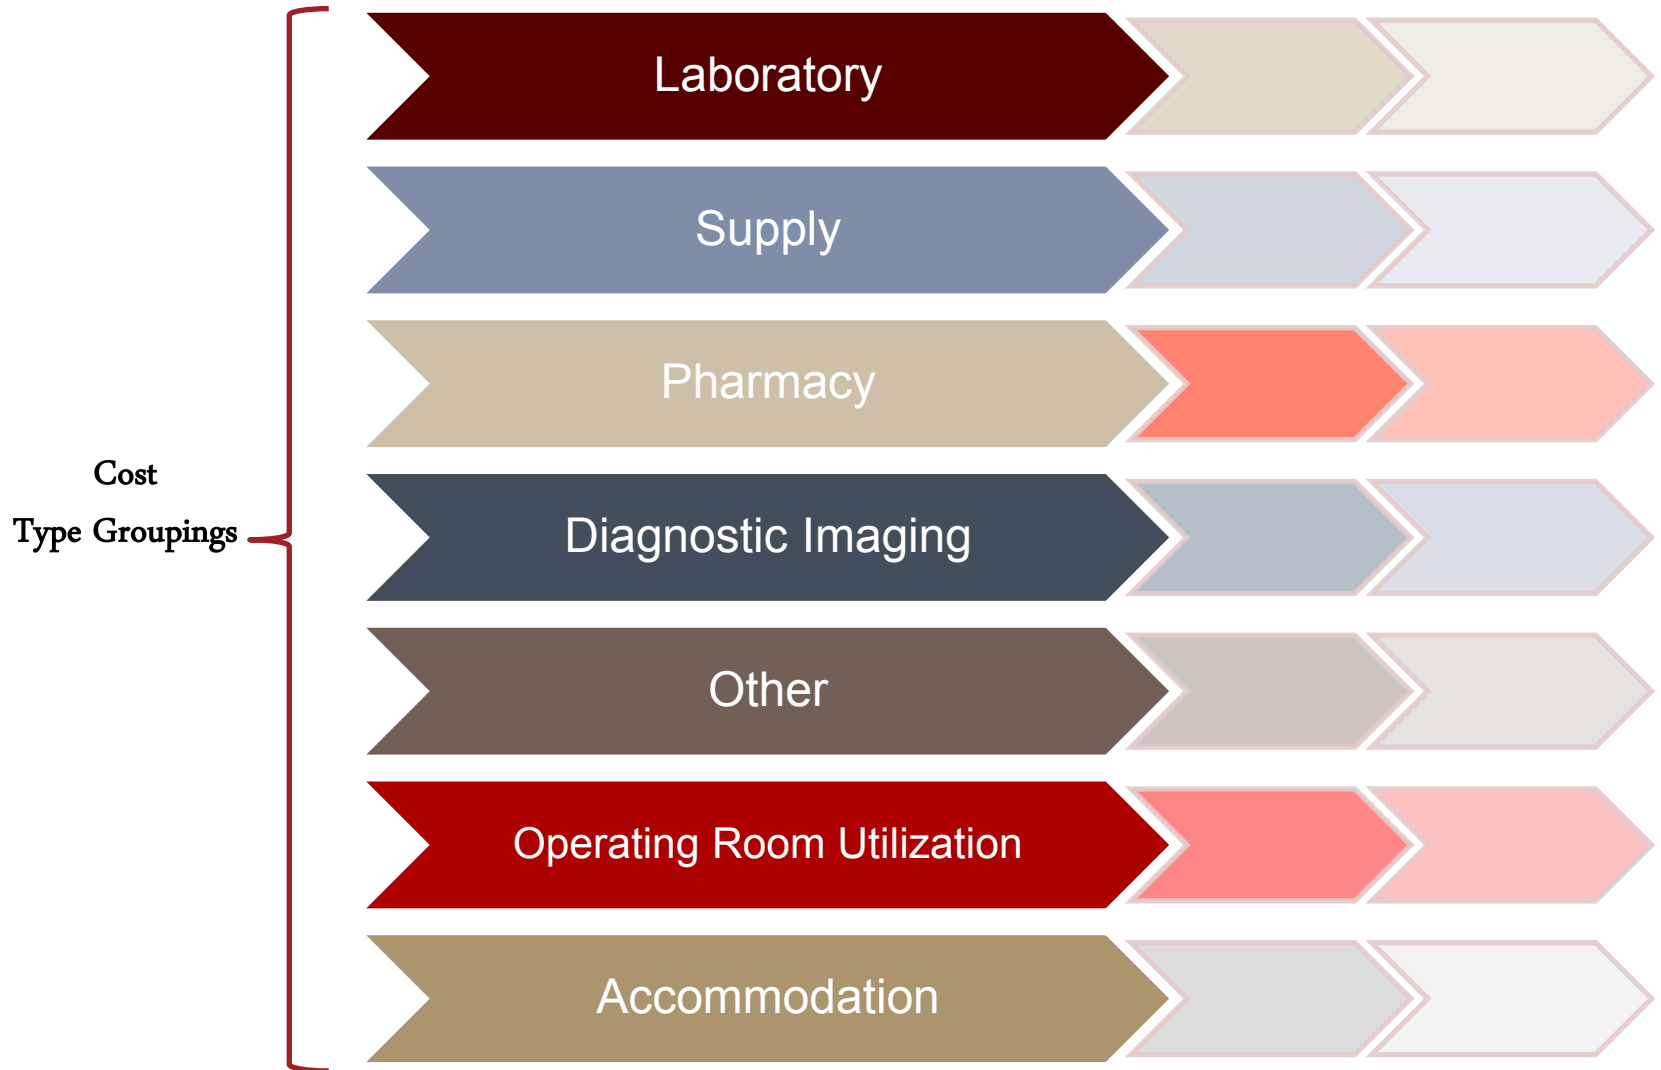 Laboratory
Supply
Pharmacy
Cost
Type Groupings
Diagnostic Imaging
Other
Operating Room Utilization
Accommodation